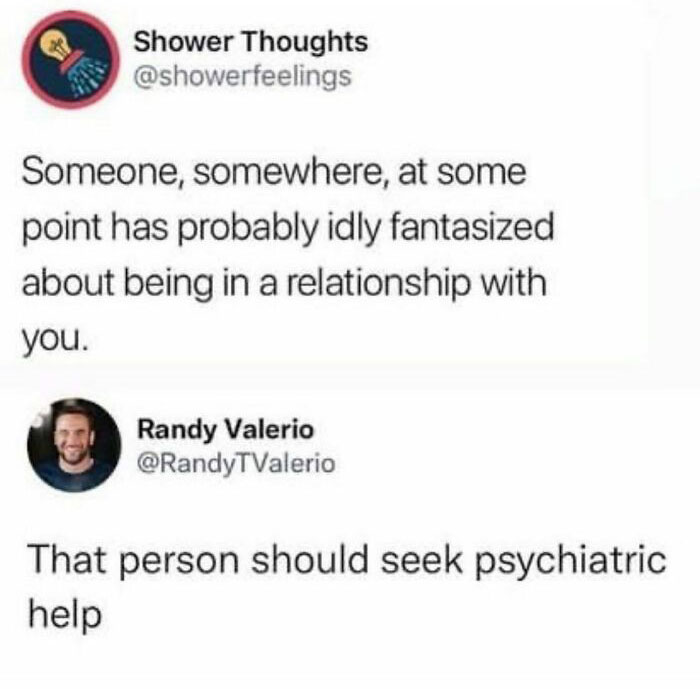 Shower Thoughts
@showerfeelings
Someone, somewhere, at some
point has probably idly fantasized
about being in a relationship with
you.
Randy Valerio
@RandyTValerio
That person should seek psychiatric
help